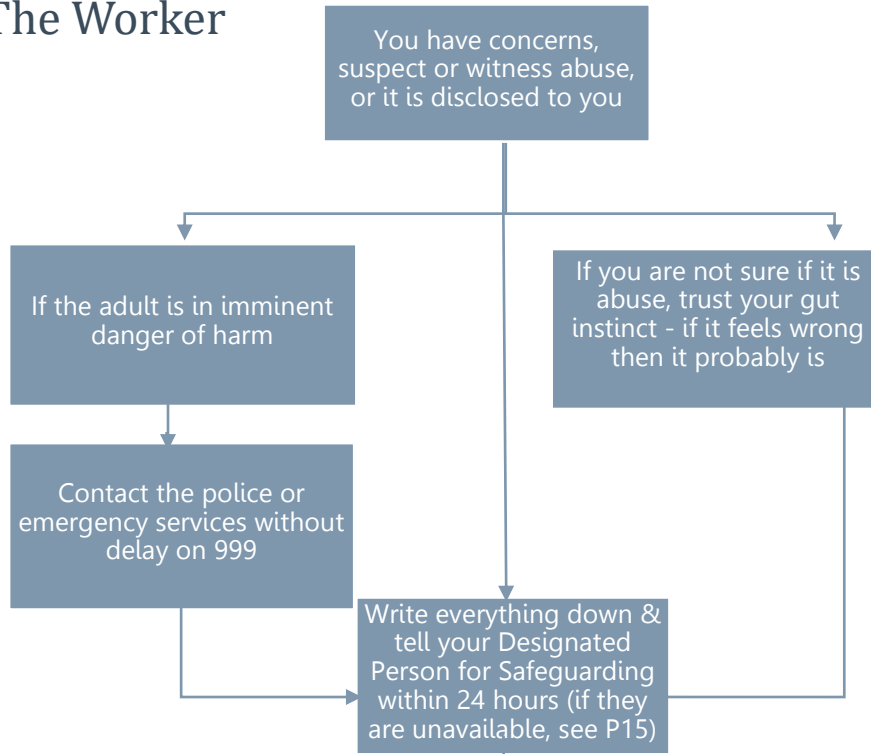 The Worker
You have concerns,
suspect or witness abuse,
or it is disclosed to you
If the adult is in imminent
danger of harm
If you are not sure if it is
abuse, trust your gut
instinct - if it feels wrong
then it probably is
Contact the police or
emergency services without
delay on 999
Write everything down &
tell your Designated
Person for Safeguarding
within 24 hours (if they
are unavailable, see P15)